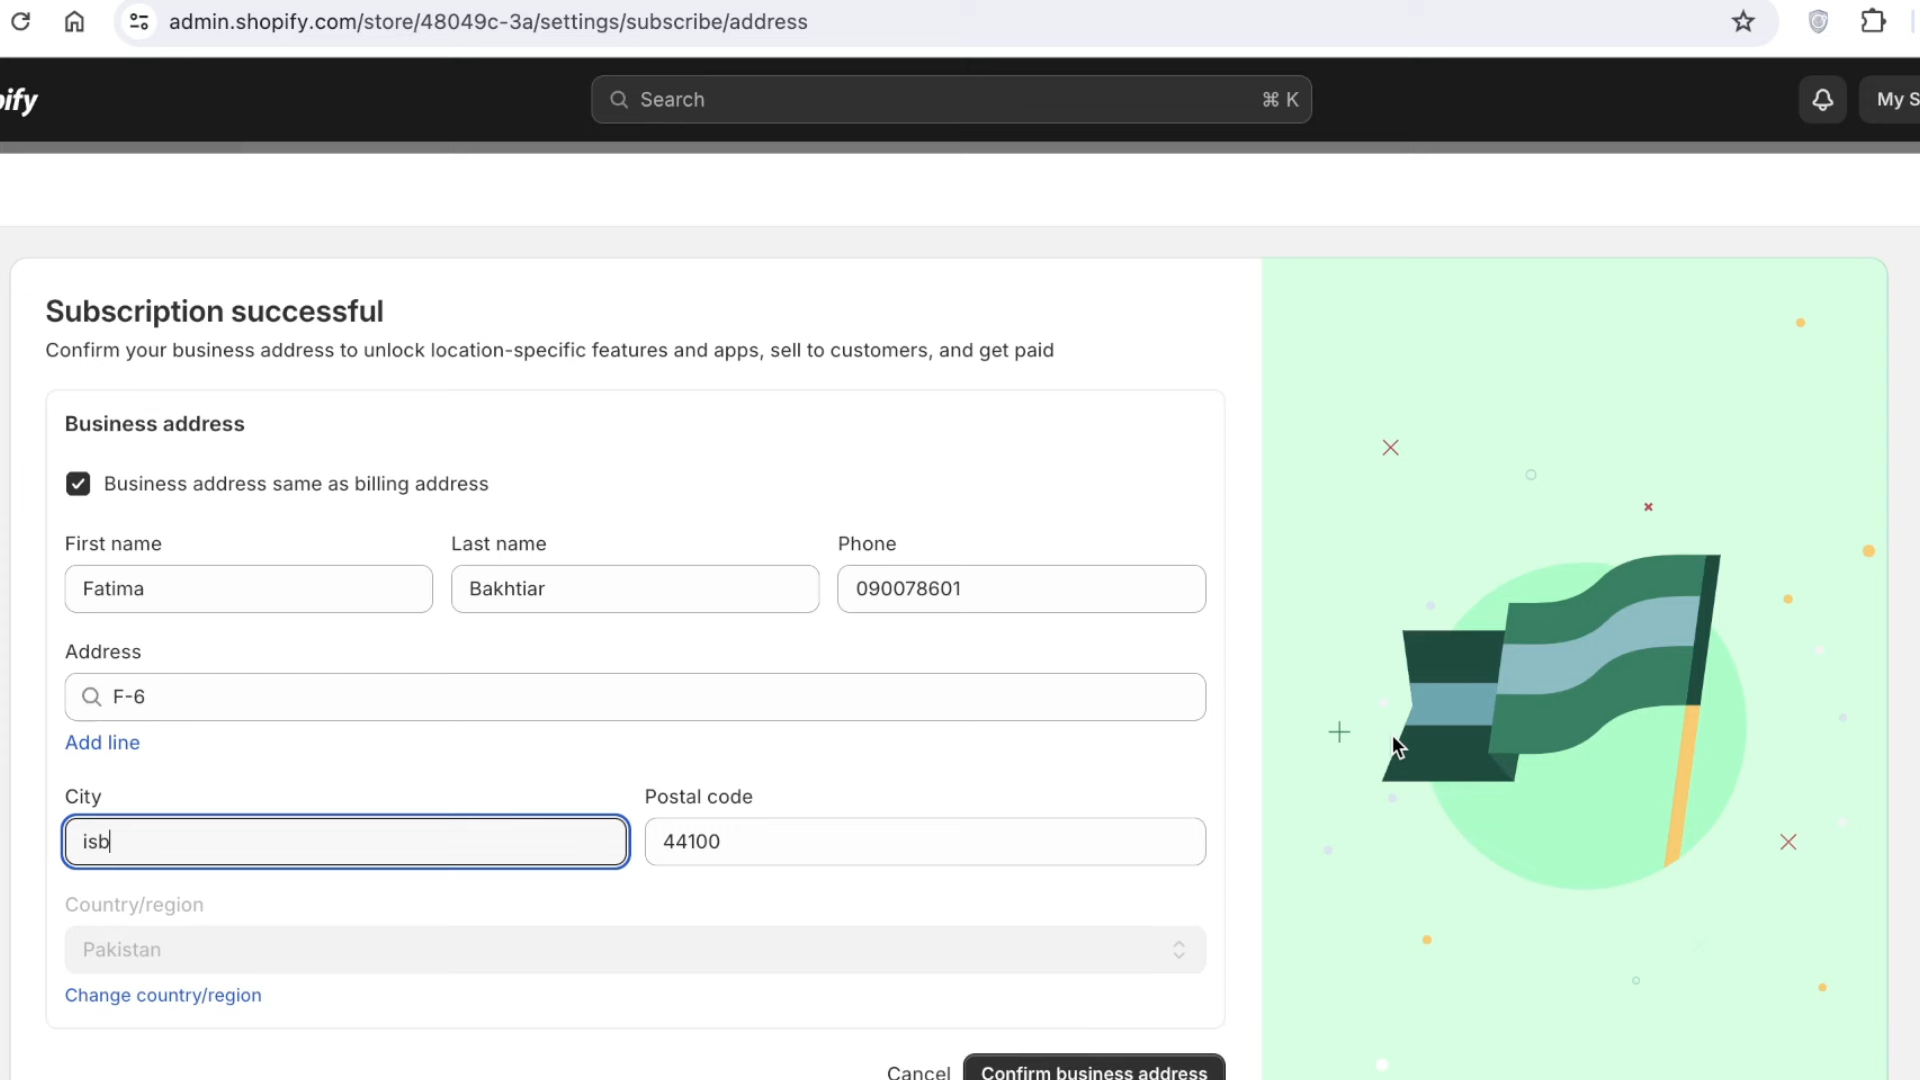 admin.shopify.com/store/48049c-3a/settings/subscribe/address
ify
Search ⌘ K
My S
Subscription successful
Confirm your business address to unlock location-specific features and apps, sell to customers, and get paid
Business address
Business address same as billing address
First name Last name Phone
Fatima Bakhtiar 090078601
Address
F-6
Add line
City Postal code
isb 44100
Country/region
Pakistan
Change country/region
Cancel Confirm business address